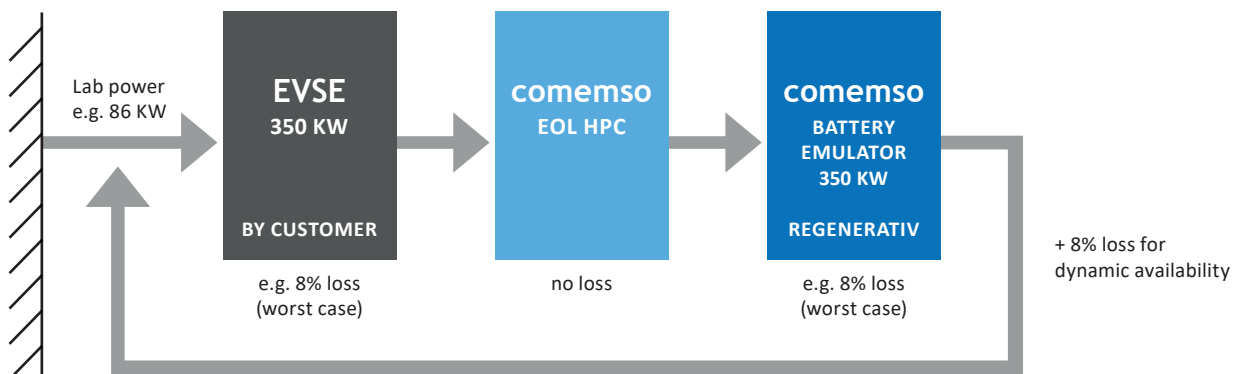 Lab power
e.g. 86 KW
EVSE
350 KW
BY CUSTOMER
e.g. 8% loss
(worst case)
comemso
EOL HPC
no loss
comemso
BATTERY
EMULATOR
350 KW
REGENERATIV
e.g. 8% loss
(worst case)
+ 8% loss for
dynamic availability